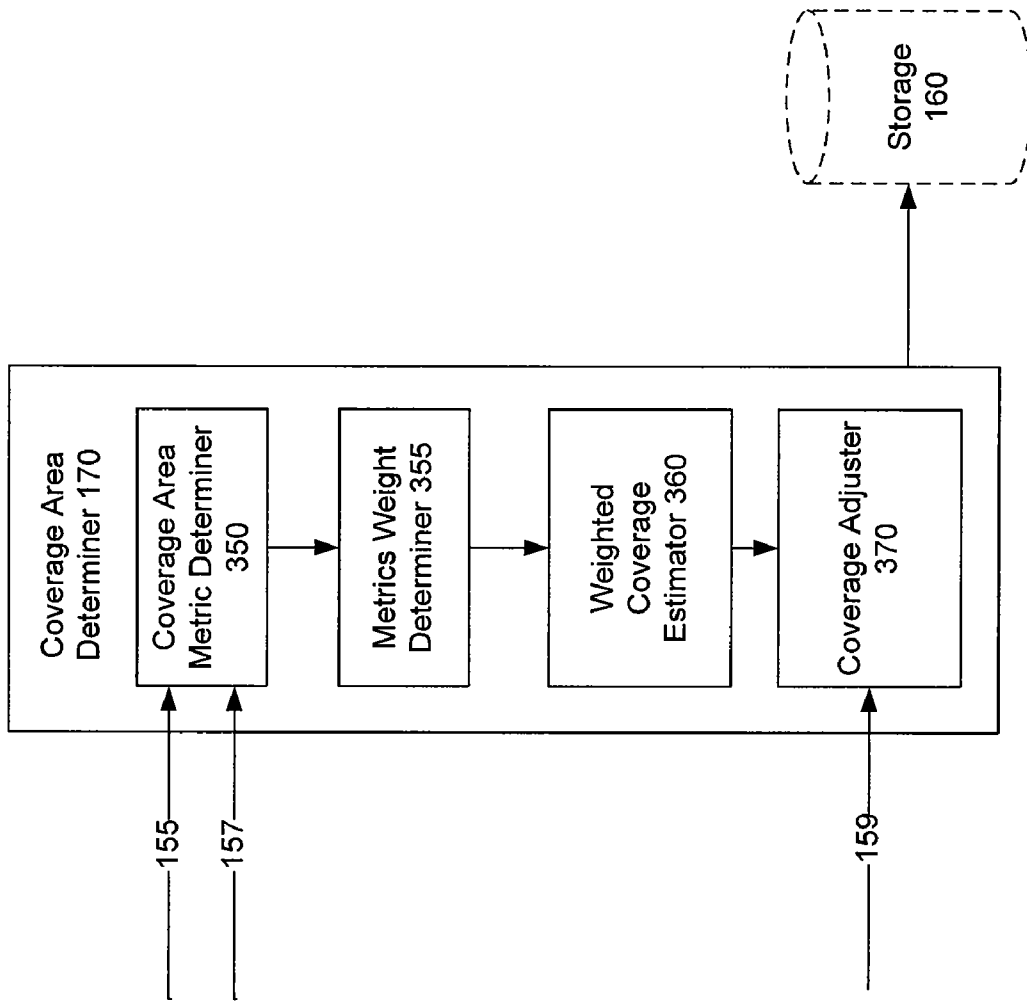 Coverage Area
Determiner 170
155
157
Coverage Area
Metric Determiner
350
Metrics Weight
Determiner 355
Weighted
Coverage
Estimator 360
159
Coverage Adjuster
370
Storage
160